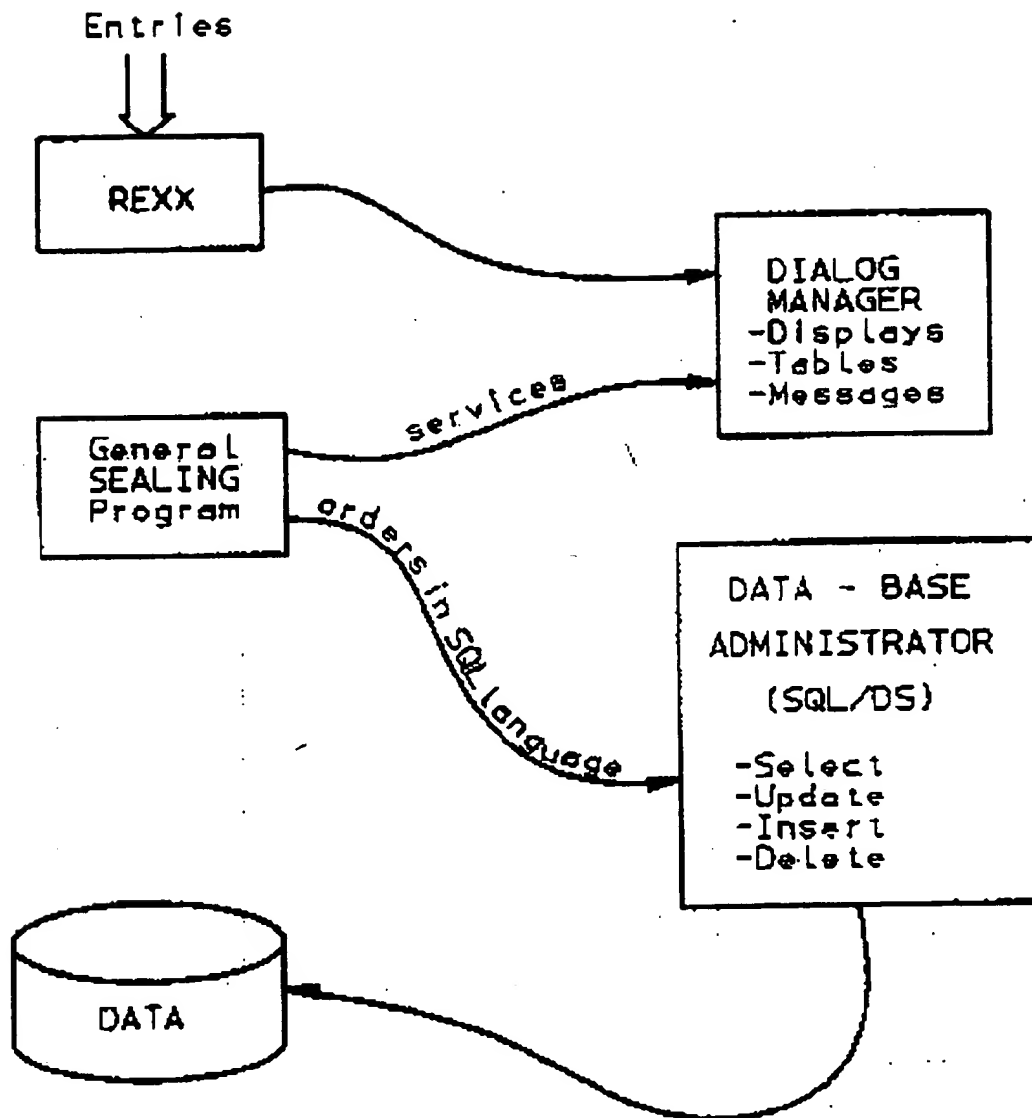 Entries
REXX
DIALOG
MANAGER
-Displays
-Tables
-Messages
services
General
SEALING
Program
orders in SQL language
DATA - BASE
ADMINISTRATOR
(SQL/DS)
-Select
-Update
-Insert
-Delete
DATA